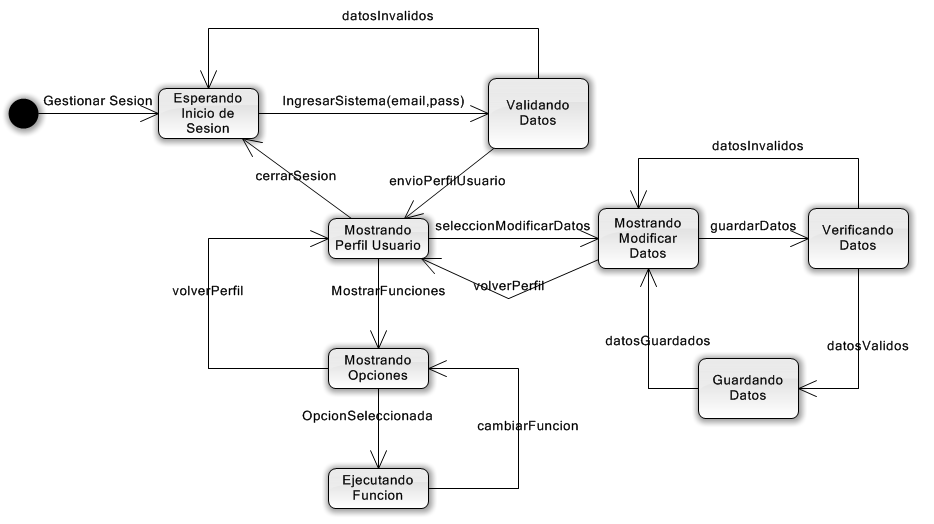 datosInvalidos
Gestionar Sesion
Esperando
Inicio de
Sesion
IngresarSistema(email,pass)
Validando
Datos
cerrarSesion
envioPerfilUsuario
datosInvalidos
Mostrando
Perfil Usuario
seleccionModificarDatos
Mostrando
Modificar
Datos
guardarDatos
Verificando
Datos
volverPerfil
MostrarFunciones
volverPerfil
datosGuardados
datosValidos
Mostrando
Opciones
Guardando
Datos
OpcionSeleccionada
cambiarFuncion
Ejecutando
Funcion